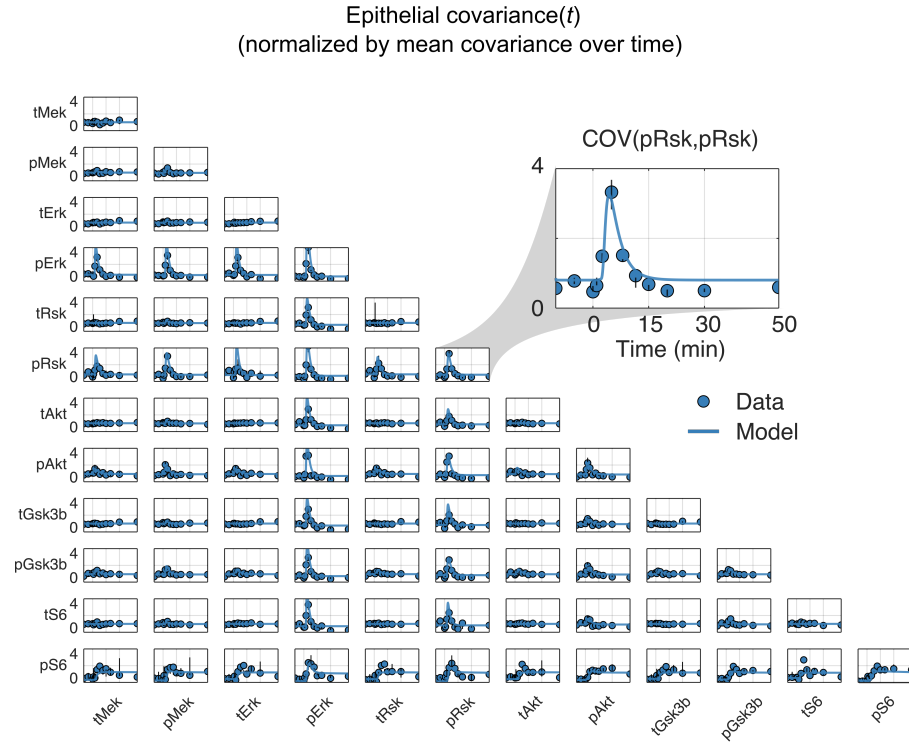 Epithelial covariance(t)
(normalized by mean covariance over time)
tMek 4 0
pMek 4 0
tErk 4 0
pErk 4 0
tRsk 4 0
pRsk 4 0
tAkt 4 0
pAkt 4 0
tGsk3b 4 0
pGsk3b 4 0
tS6 4 0
pS6 4 0
tMek pMek tErk pErk tRsk pRsk tAkt pAkt tGsk3b pGsk3b tS6 pS6
COV(pRsk,pRsk)
4
0
0 15 30 50
Time (min)
Data
Model